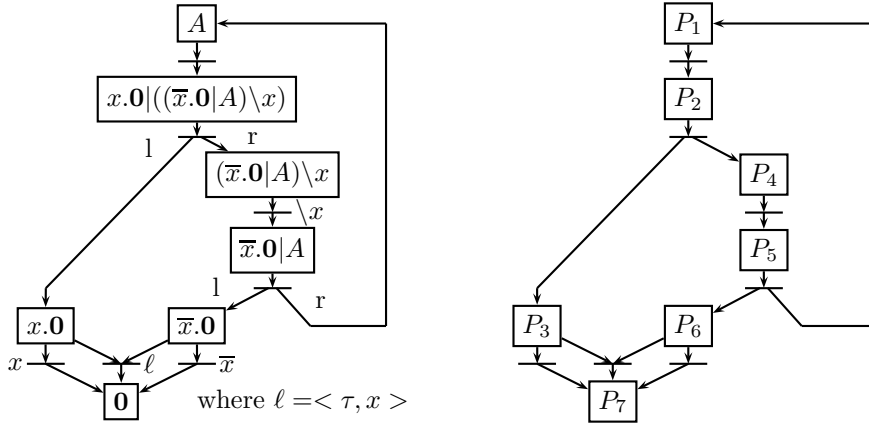 A P₁
x.𝟎|((x̅.𝟎|A)\x) P₂
l r
(x̅.𝟎|A)\x P₄
\x
x̅.𝟎|A P₅
l r
x.𝟎 x̅.𝟎 P₃ P₆
x ℓ x̅
𝟎 where ℓ =< τ, x > P₇